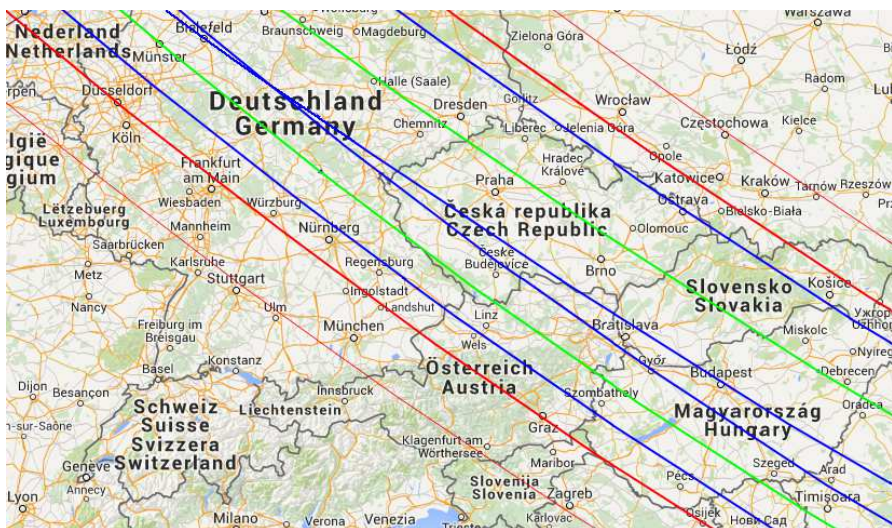 Nederland
Netherlands
Bielefeld
Braunschweig
Magdeburg
Zielona Góra
Warszawa
Münster
Łódź
Radom
Düsseldorf
Halle (Saale)
Deutschland
Germany
Dresden
Görlitz
Wrocław
Köln
Chemnitz
Liberec
Jelenia Góra
Częstochowa
Kielce
Opole
Frankfurt
am Main
Hradec
Králové
Katowice
Kraków
Tarnów
Rzeszów
Praha
Wiesbaden
Würzburg
Ostrava
Bielsko-Biała
Lëtzebuerg
Luxembourg
Česká republika
Czech Republic
Mannheim
Nürnberg
Olomouc
Saarbrücken
České
Budějovice
Brno
Metz
Karlsruhe
Stuttgart
Regensburg
Slovensko
Slovakia
Košice
Nancy
Ingolstadt
Landshut
Ulm
Linz
Bratislava
Miskolc
Freiburg im
Breisgau
München
Wels
Győr
Budapest
Basel
Konstanz
Österreich
Austria
Debrecen
Dijon
Besançon
Innsbruck
Szombathely
Oradea
Schweiz
Suisse
Svizzera
Switzerland
Liechtenstein
Magyarország
Hungary
Graz
Klagenfurt am
Wörthersee
Genève
Annecy
Maribor
Pécs
Szeged
Arad
Lyon
Slovenija
Slovenia
Zagreb
Timișoara
Milano
Verona
Venezia
Karlovac
Osijek
Нови Сад